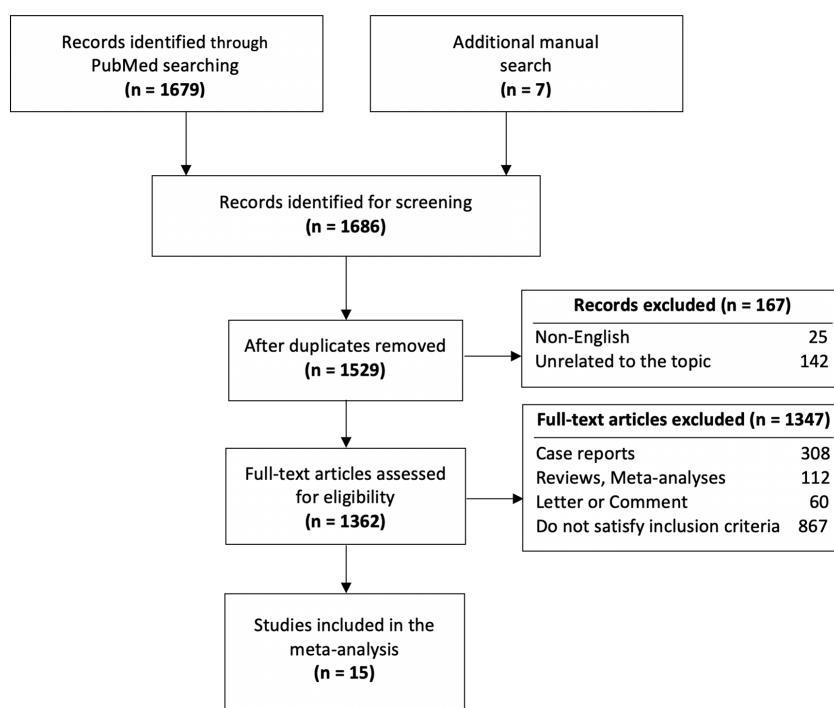 Records identified through
PubMed searching
(n = 1679)
Additional manual
search
(n = 7)
Records identified for screening
(n = 1686)
After duplicates removed
(n = 1529)
Records excluded (n = 167)
Non-English 25
Unrelated to the topic 142
Full-text articles assessed
for eligibility
(n = 1362)
Full-text articles excluded (n = 1347)
Case reports 308
Reviews, Meta-analyses 112
Letter or Comment 60
Do not satisfy inclusion criteria 867
Studies included in the
meta-analysis
(n = 15)